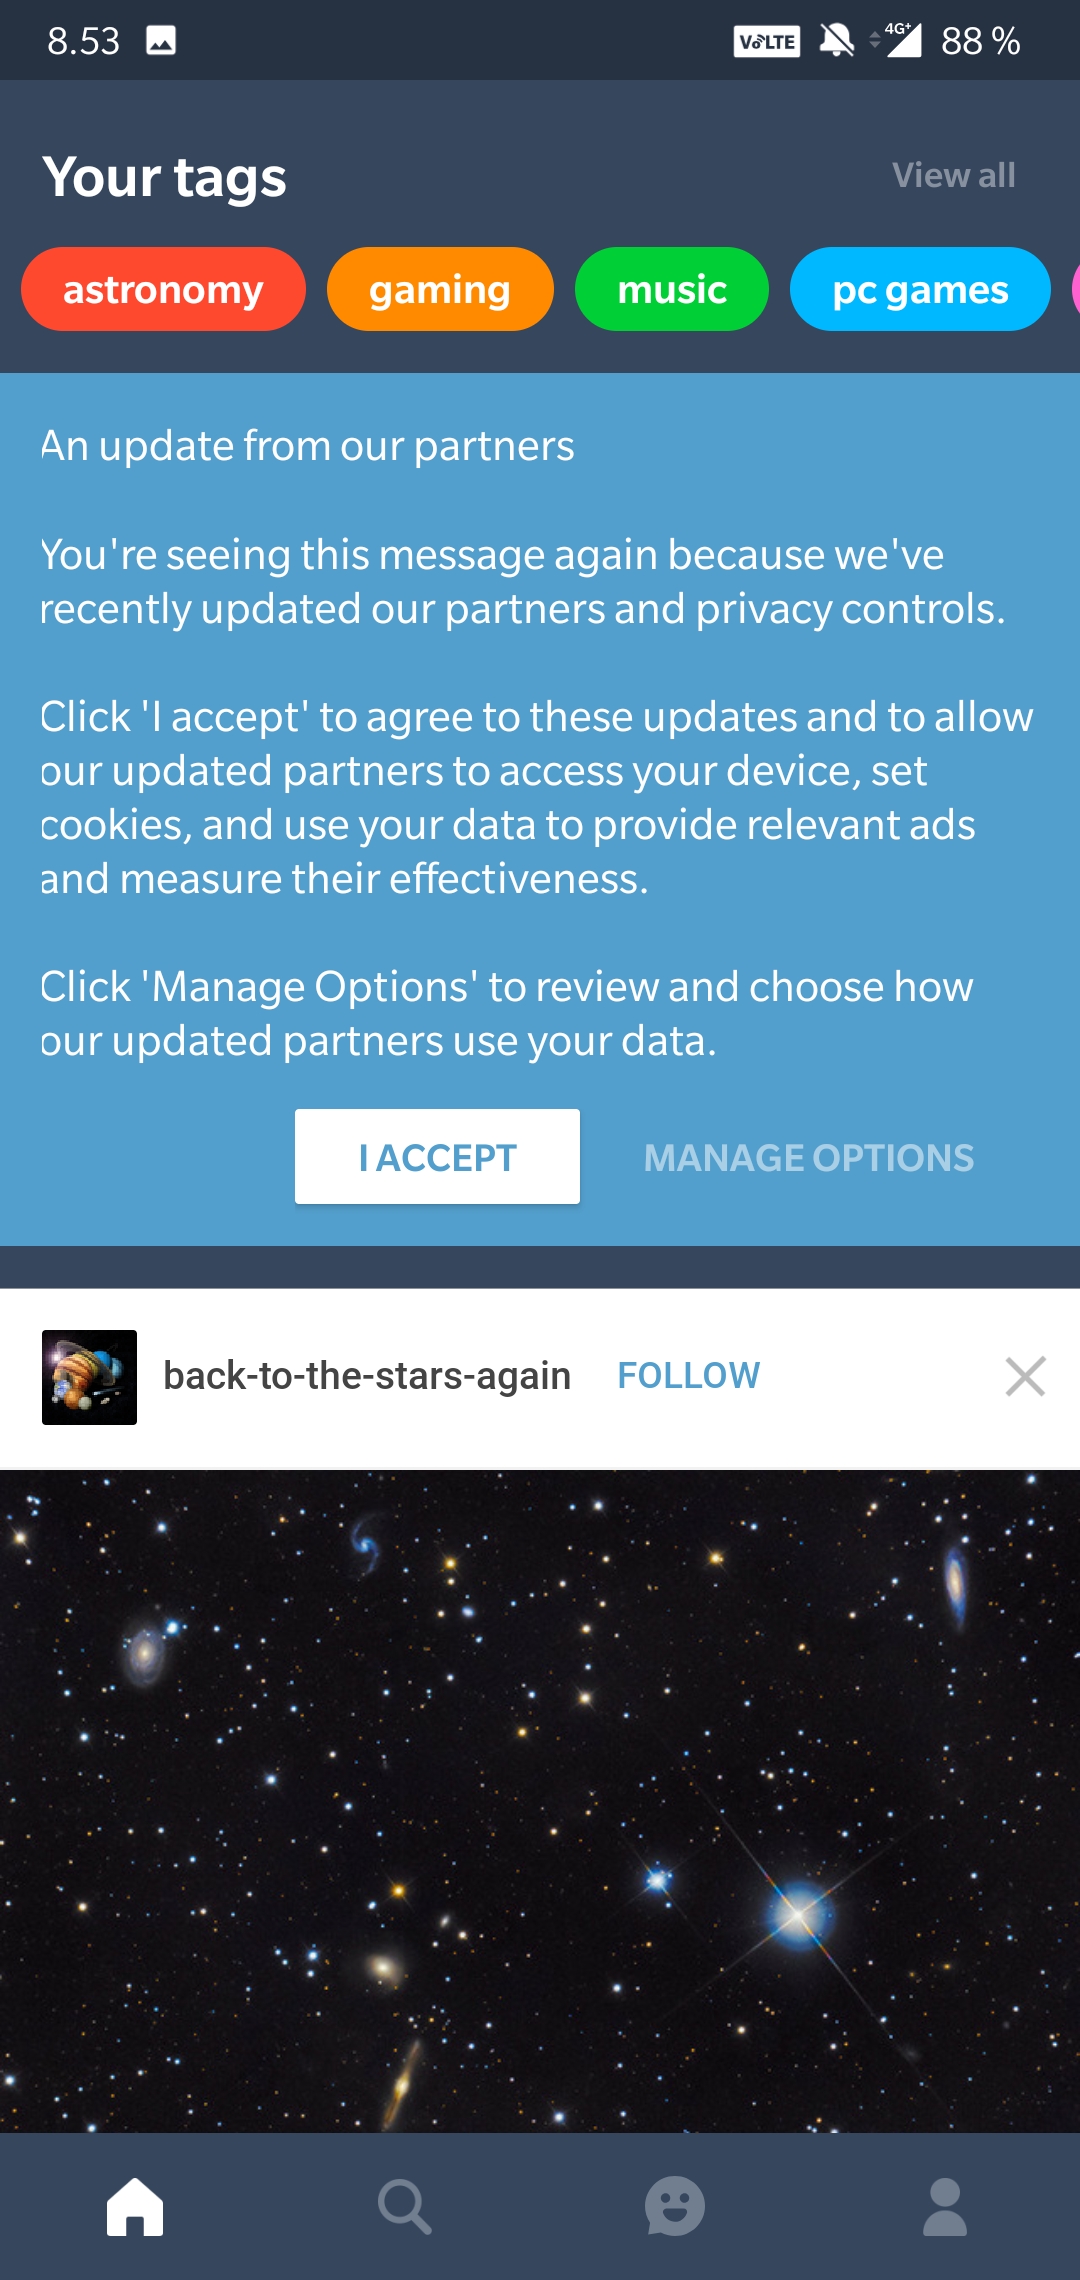 8.53
VoLTE 4G+ 88 %
Your tags
View all
astronomy
gaming
music
pc games
An update from our partners
You're seeing this message again because we've
recently updated our partners and privacy controls.
Click 'I accept' to agree to these updates and to allow
our updated partners to access your device, set
cookies, and use your data to provide relevant ads
and measure their effectiveness.
Click 'Manage Options' to review and choose how
our updated partners use your data.
I ACCEPT
MANAGE OPTIONS
back-to-the-stars-again
FOLLOW